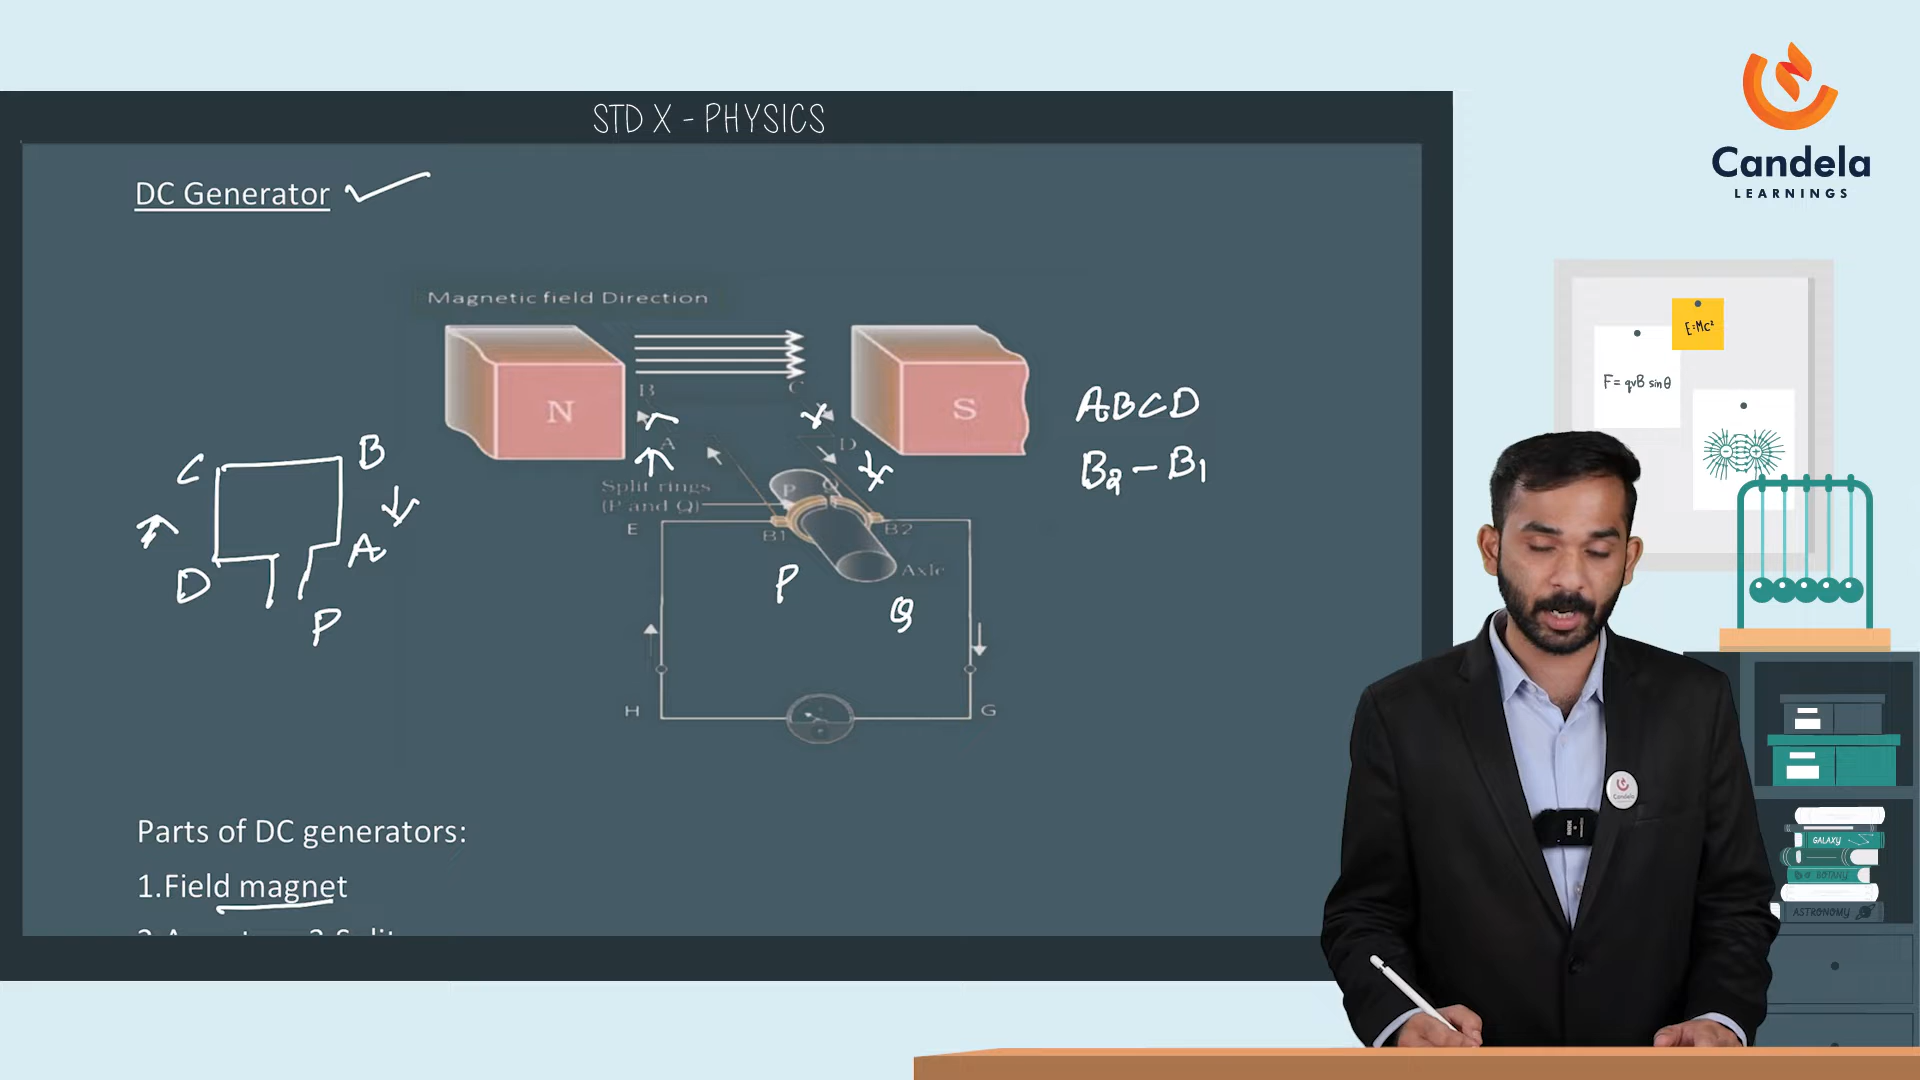 STD X - PHYSICS
Candela
LEARNINGS
DC Generator
Magnetic field Direction
B
C
N
S
A
D
ABCD
B2 - B1
C
B
D
A
P
Split rings
(P and Q)
P
Q
E
B1
B2
Axle
P
Q
H
G
Parts of DC generators:
1.Field magnet
E=Mc²
F= qvB sinθ
Candela
GALAXY
BOTANY
ASTRONOMY